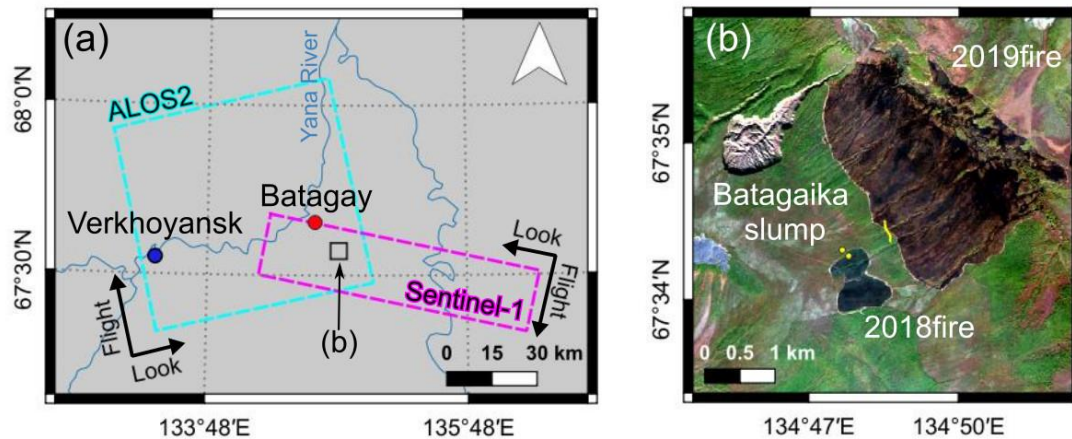 (a)
68°0'N
67°30'N
ALOS2
Yana River
Batagay
Verkhoyansk
Look
Flight
Sentinel-1
Flight
Look
(b)
0 15 30 km
133°48'E
135°48'E
(b)
2019fire
67°35'N
Batagaika
slump
67°34'N
2018fire
0 0.5 1 km
134°47'E
134°50'E